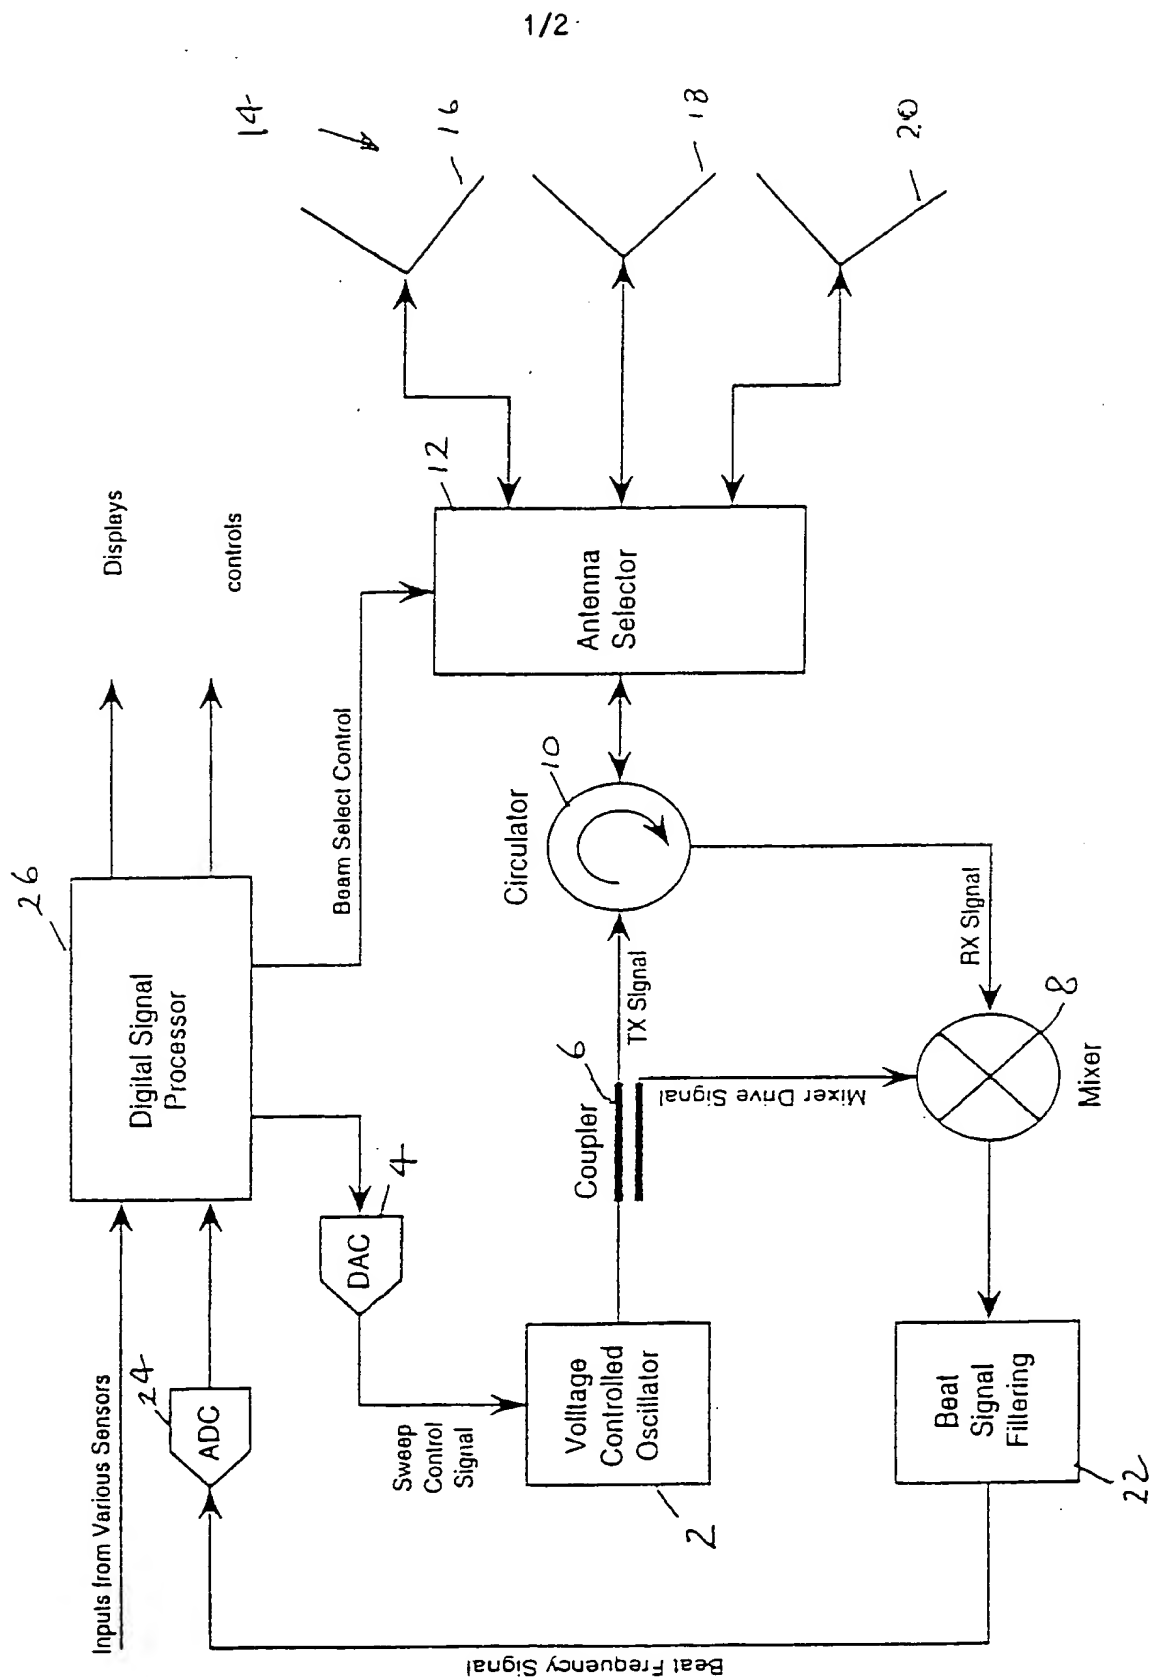 1/2
14
16
18
20
Displays
controls
12
Antenna
Selector
26
Digital Signal
Processor
Beam Select Control
10
Circulator
TX Signal
RX Signal
6
Coupler
Mixer Drive Signal
8
Mixer
4
DAC
Inputs from Various Sensors
24
ADC
Sweep
Control
Signal
Voltage
Controlled
Oscillator
2
Beat
Signal
Filtering
22
Beat Frequency Signal